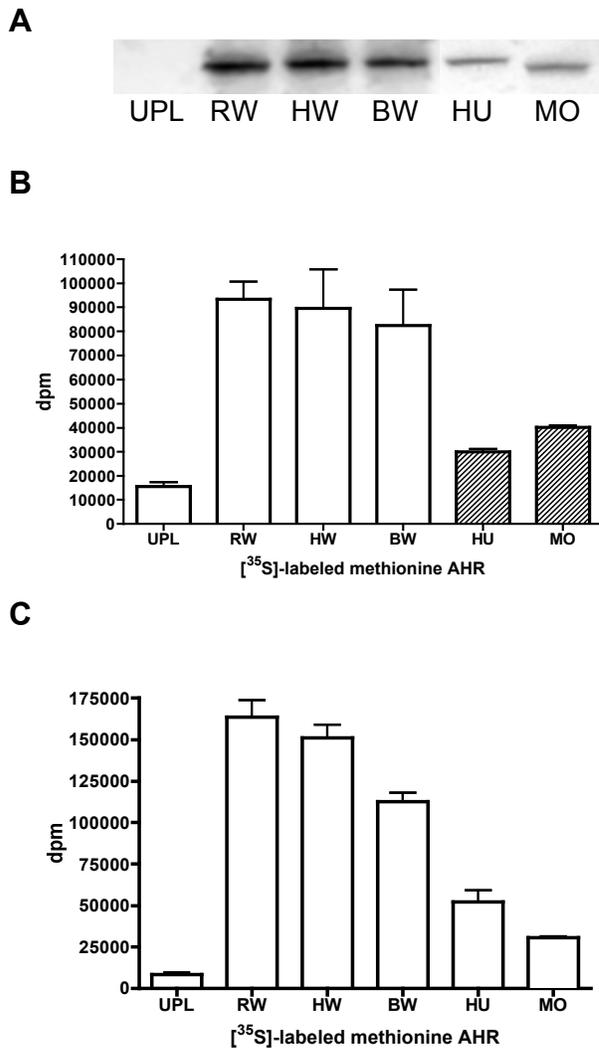 A
UPL RW HW BW HU MO
B
110000
100000
90000
80000
70000
60000
50000
40000
30000
20000
10000
0
dpm
UPL RW HW BW HU MO
[³⁵S]-labeled methionine AHR
C
175000
150000
125000
100000
75000
50000
25000
0
dpm
UPL RW HW BW HU MO
[³⁵S]-labeled methionine AHR